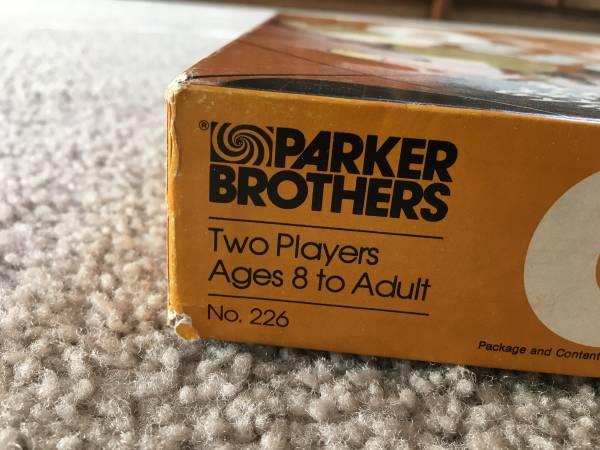 ® PARKER
BROTHERS
Two Players
Ages 8 to Adult
No. 226
Package and Content